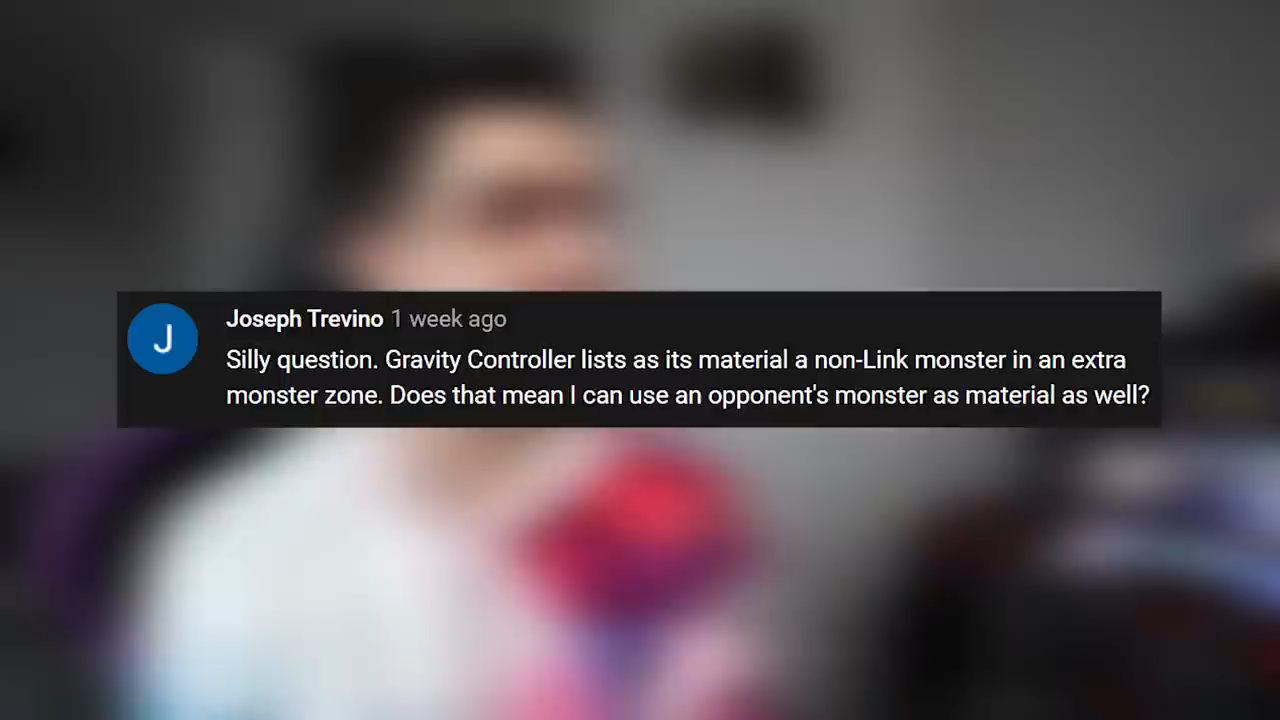 J
Joseph Trevino 1 week ago
Silly question. Gravity Controller lists as its material a non-Link monster in an extra
monster zone. Does that mean I can use an opponent's monster as material as well?